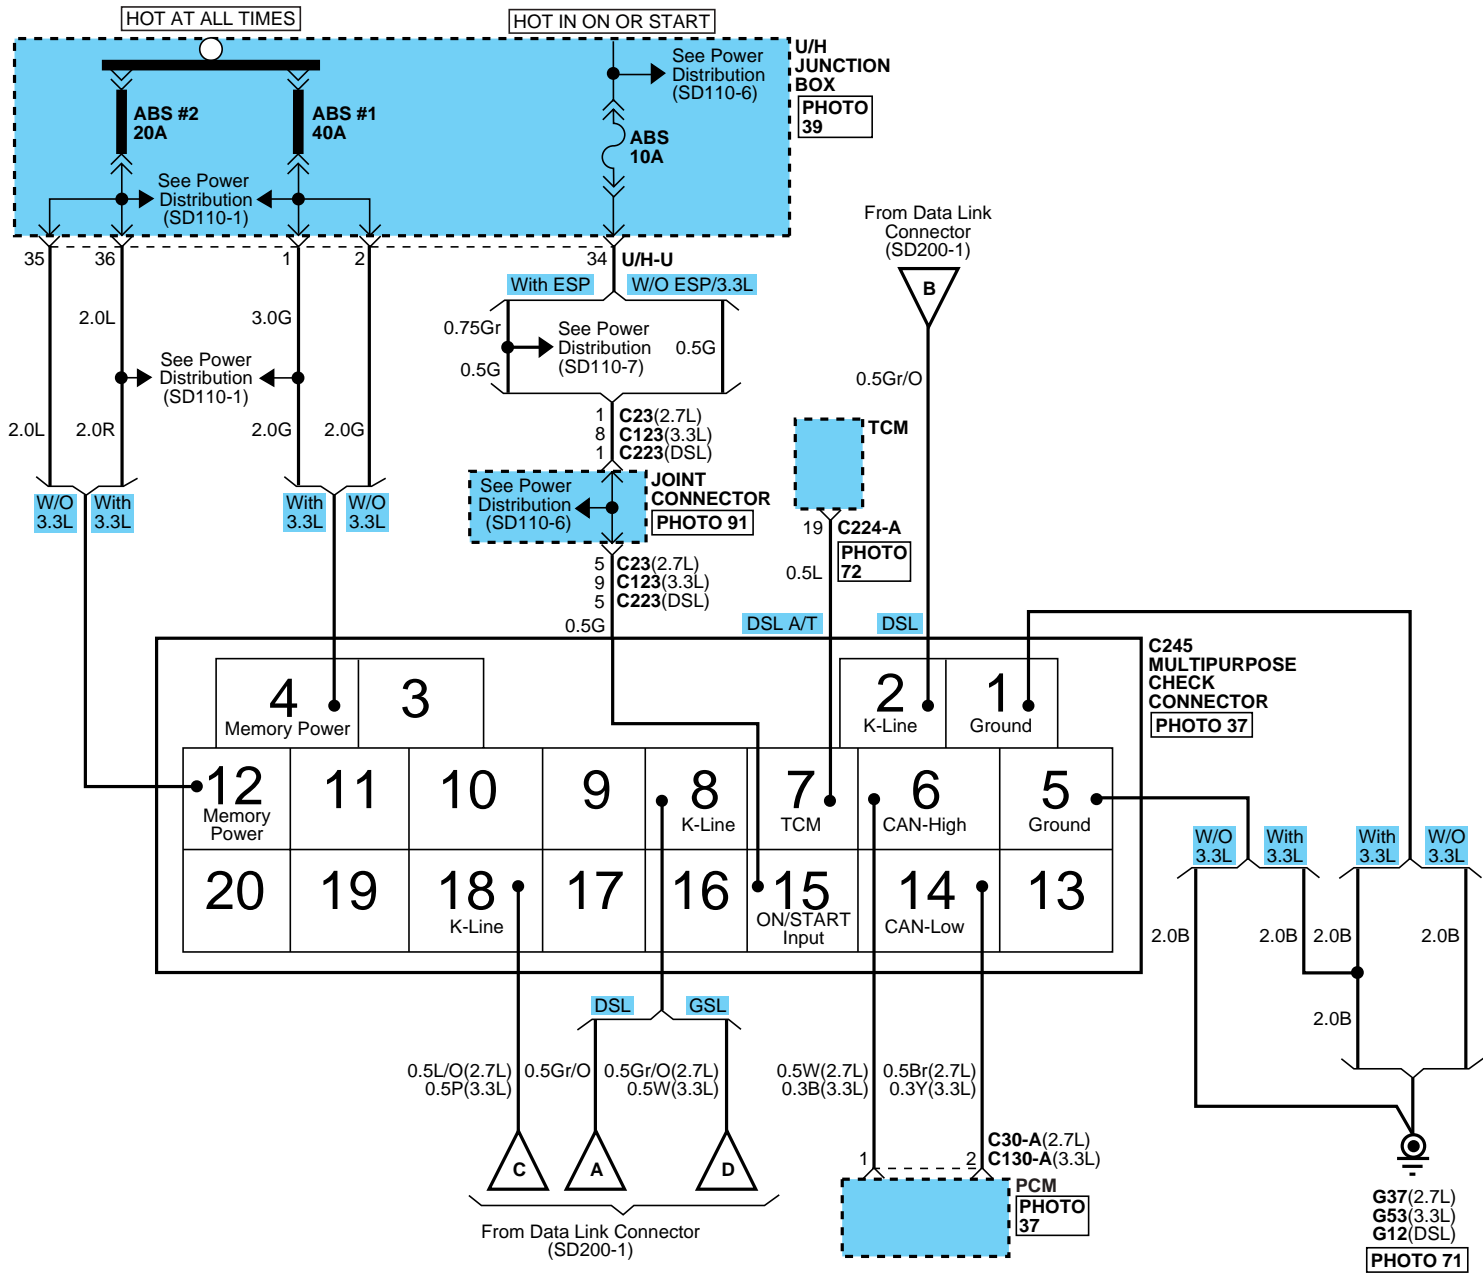 HOT AT ALL TIMES
HOT IN ON OR START
U/H
JUNCTION
BOX
PHOTO
39
See Power
Distribution
(SD110-6)
ABS #2
20A
ABS #1
40A
ABS
10A
See Power
Distribution
(SD110-1)
35
36
1
2
34
U/H-U
From Data Link
Connector
(SD200-1)
B
With ESP
W/O ESP/3.3L
2.0L
3.0G
0.75Gr
0.5G
See Power
Distribution
(SD110-7)
0.5G
See Power
Distribution
(SD110-1)
0.5Gr/O
2.0L
2.0R
2.0G
2.0G
1 C23(2.7L)
8 C123(3.3L)
1 C223(DSL)
TCM
W/O
3.3L
With
3.3L
With
3.3L
W/O
3.3L
See Power
Distribution
(SD110-6)
JOINT
CONNECTOR
PHOTO 91
19 C224-A
PHOTO
72
0.5L
5 C23(2.7L)
9 C123(3.3L)
5 C223(DSL)
0.5G
DSL A/T
DSL
C245
MULTIPURPOSE
CHECK
CONNECTOR
PHOTO 37
4
Memory Power
3
2
K-Line
1
Ground
12
Memory
Power
11
10
9
8
K-Line
7
TCM
6
CAN-High
5
Ground
20
19
18
K-Line
17
16
15
ON/START
Input
14
CAN-Low
13
W/O
3.3L
With
3.3L
With
3.3L
W/O
3.3L
2.0B
2.0B
2.0B
2.0B
2.0B
DSL
GSL
0.5L/O(2.7L)
0.5P(3.3L)
0.5Gr/O
0.5Gr/O(2.7L)
0.5W(3.3L)
0.5W(2.7L)
0.3B(3.3L)
0.5Br(2.7L)
0.3Y(3.3L)
C
A
D
1
2
C30-A(2.7L)
C130-A(3.3L)
PCM
PHOTO
37
From Data Link Connector
(SD200-1)
G37(2.7L)
G53(3.3L)
G12(DSL)
PHOTO 71